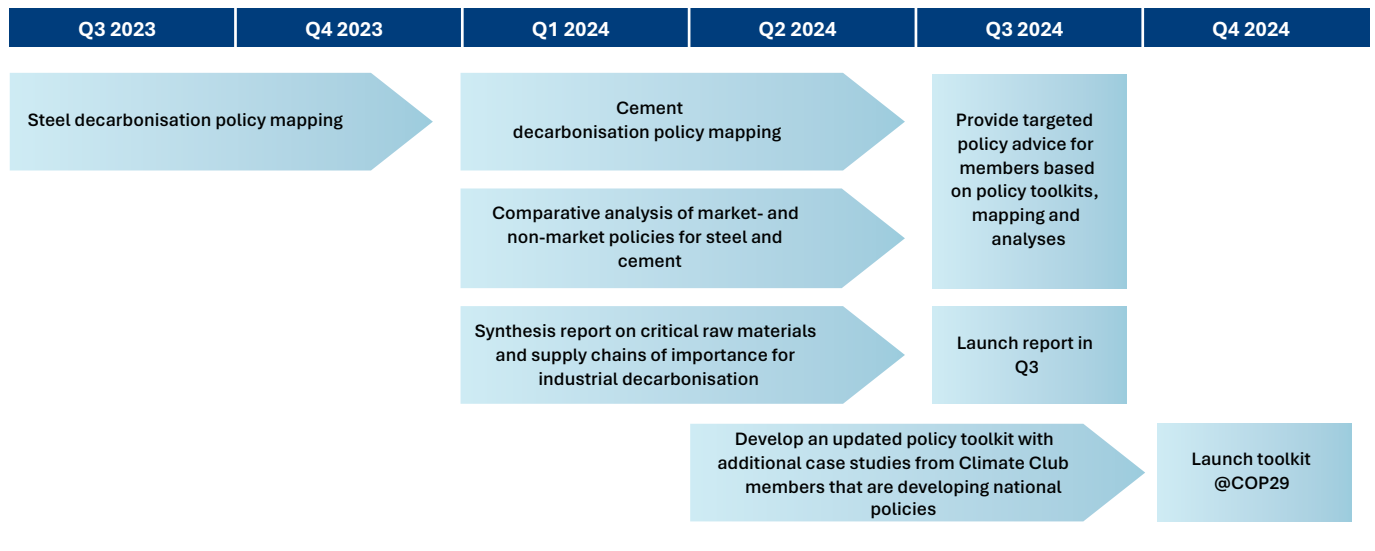 Q3 2023
Q4 2023
Q1 2024
Q2 2024
Q3 2024
Q4 2024
Steel decarbonisation policy mapping
Cement
decarbonisation policy mapping
Provide targeted
policy advice for
members based
on policy toolkits,
mapping and
analyses
Comparative analysis of market- and
non-market policies for steel and
cement
Synthesis report on critical raw materials
and supply chains of importance for
industrial decarbonisation
Launch report in
Q3
Develop an updated policy toolkit with
additional case studies from Climate Club
members that are developing national
policies
Launch toolkit
@COP29